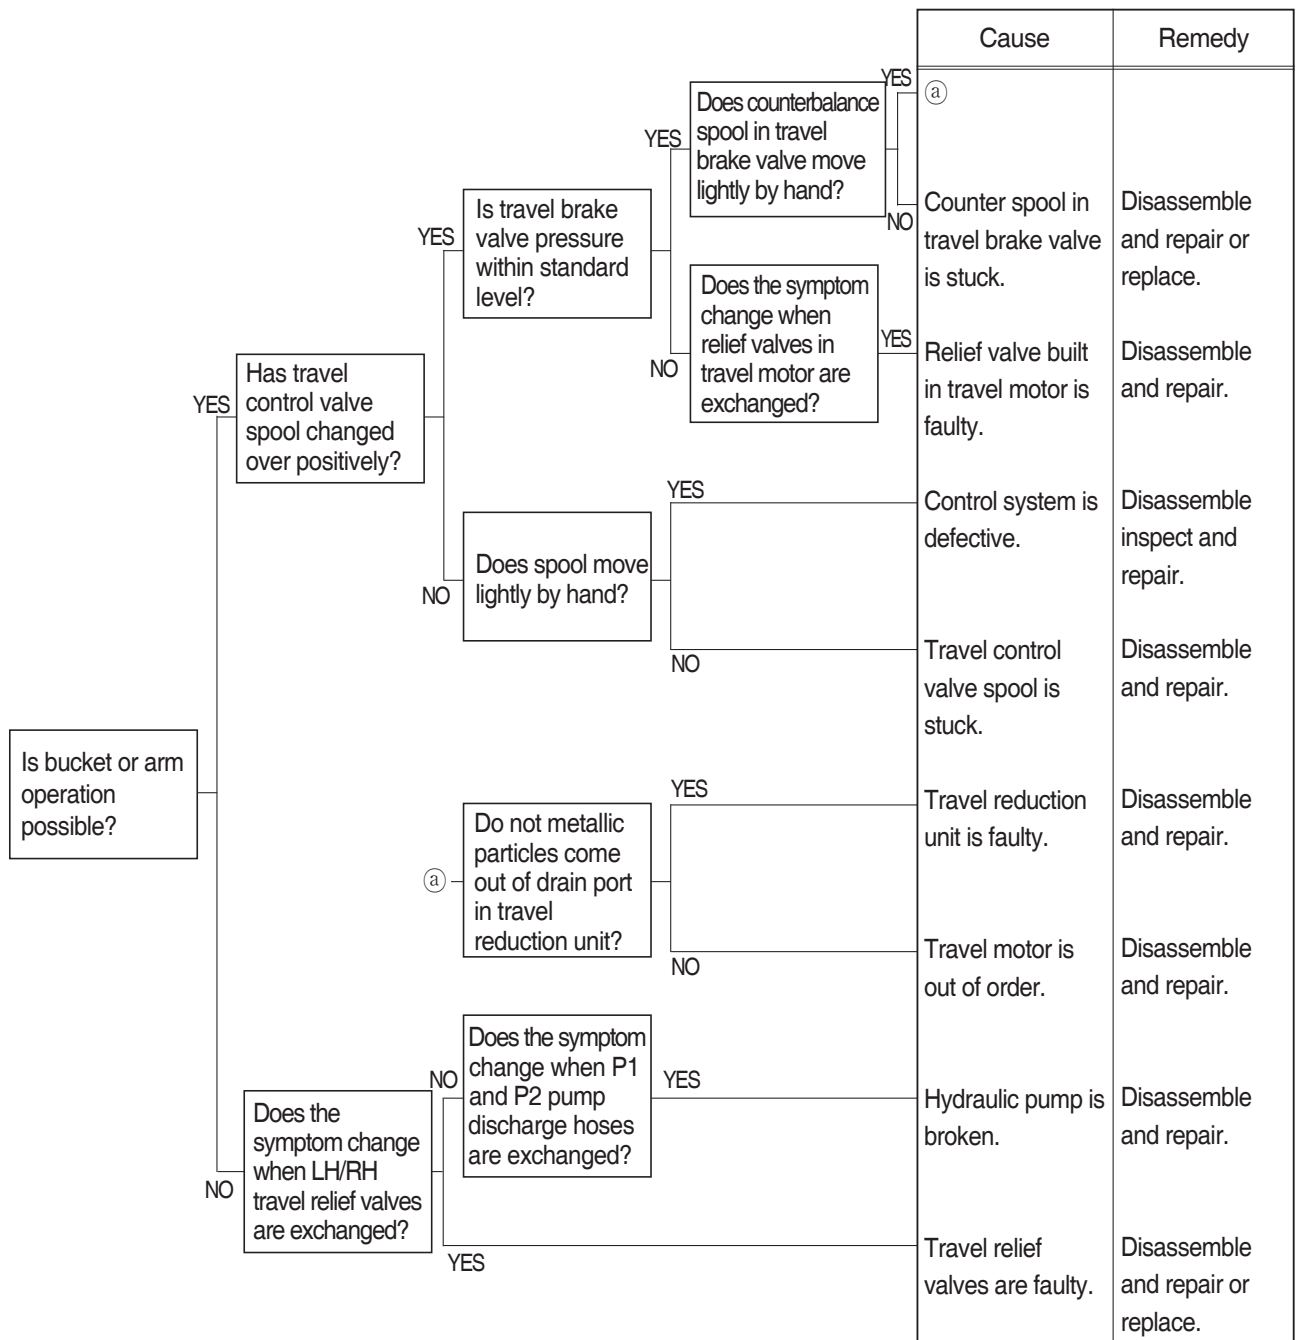 Cause
Remedy
YES
ⓐ
Does counterbalance
spool in travel
brake valve move
lightly by hand?
YES
NO
Counter spool in
travel brake valve
is stuck.
Disassemble
and repair or
replace.
Is travel brake
valve pressure
within standard
level?
YES
Does the symptom
change when
relief valves in
travel motor are
exchanged?
YES
NO
Relief valve built
in travel motor is
faulty.
Disassemble
and repair.
Has travel
control valve
spool changed
over positively?
YES
YES
Control system is
defective.
Disassemble
inspect and
repair.
Does spool move
lightly by hand?
NO
NO
Travel control
valve spool is
stuck.
Disassemble
and repair.
Is bucket or arm
operation
possible?
YES
Travel reduction
unit is faulty.
Disassemble
and repair.
ⓐ
Do not metallic
particles come
out of drain port
in travel
reduction unit?
NO
Travel motor is
out of order.
Disassemble
and repair.
Does the symptom
change when P1
and P2 pump
discharge hoses
are exchanged?
NO
YES
Hydraulic pump is
broken.
Disassemble
and repair.
Does the
symptom change
when LH/RH
travel relief valves
are exchanged?
NO
YES
Travel relief
valves are faulty.
Disassemble
and repair or
replace.